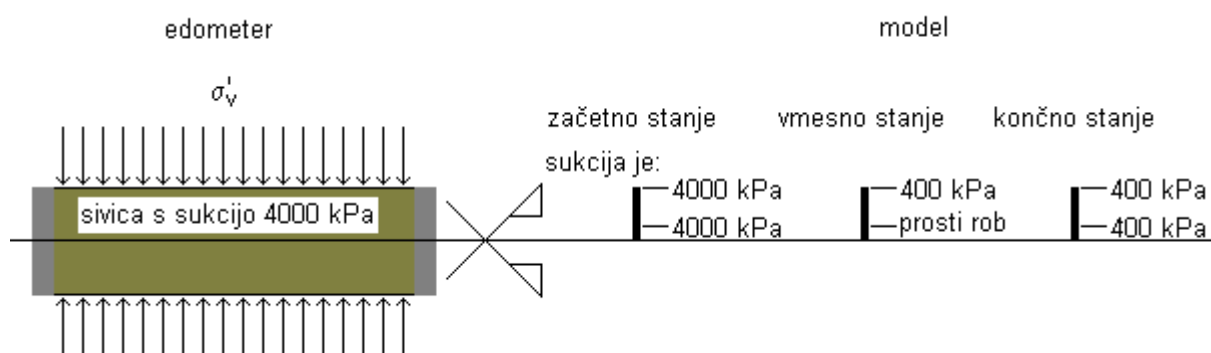 edometer
model
σ'v
začetno stanje
vmesno stanje
končno stanje
sukcija je:
sivica s sukcijo 4000 kPa
4000 kPa
400 kPa
400 kPa
4000 kPa
prosti rob
400 kPa